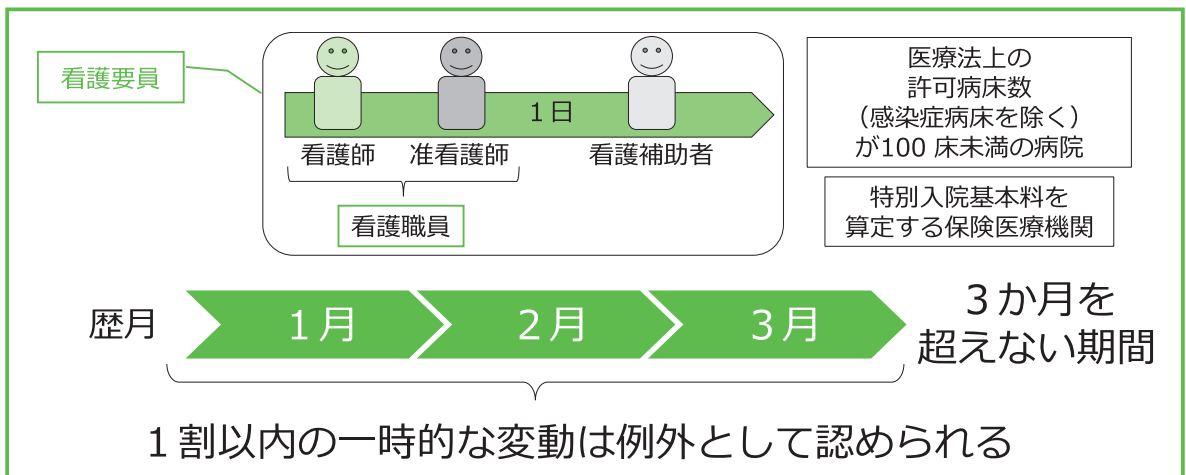 看護要員
1日
看護師
准看護師
看護補助者
看護職員
医療法上の
許可病床数
(感染症病床を除く)
が100 床未満の病院
特別入院基本料を
算定する保険医療機関
歴月
1月
2月
3月
3か月を
超えない期間
1割以内の一時的な変動は例外として認められる